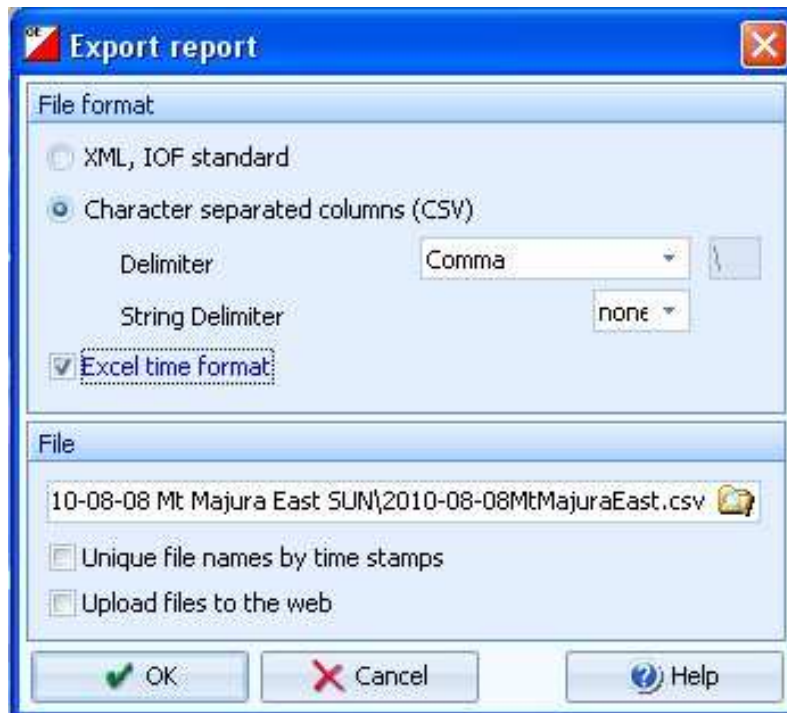 OE
Export report
File format
XML, IOF standard
Character separated columns (CSV)
Delimiter Comma \
String Delimiter none
Excel time format
File
10-08-08 Mt Majura East SUN\2010-08-08MtMajuraEast.csv
Unique file names by time stamps
Upload files to the web
OK Cancel Help